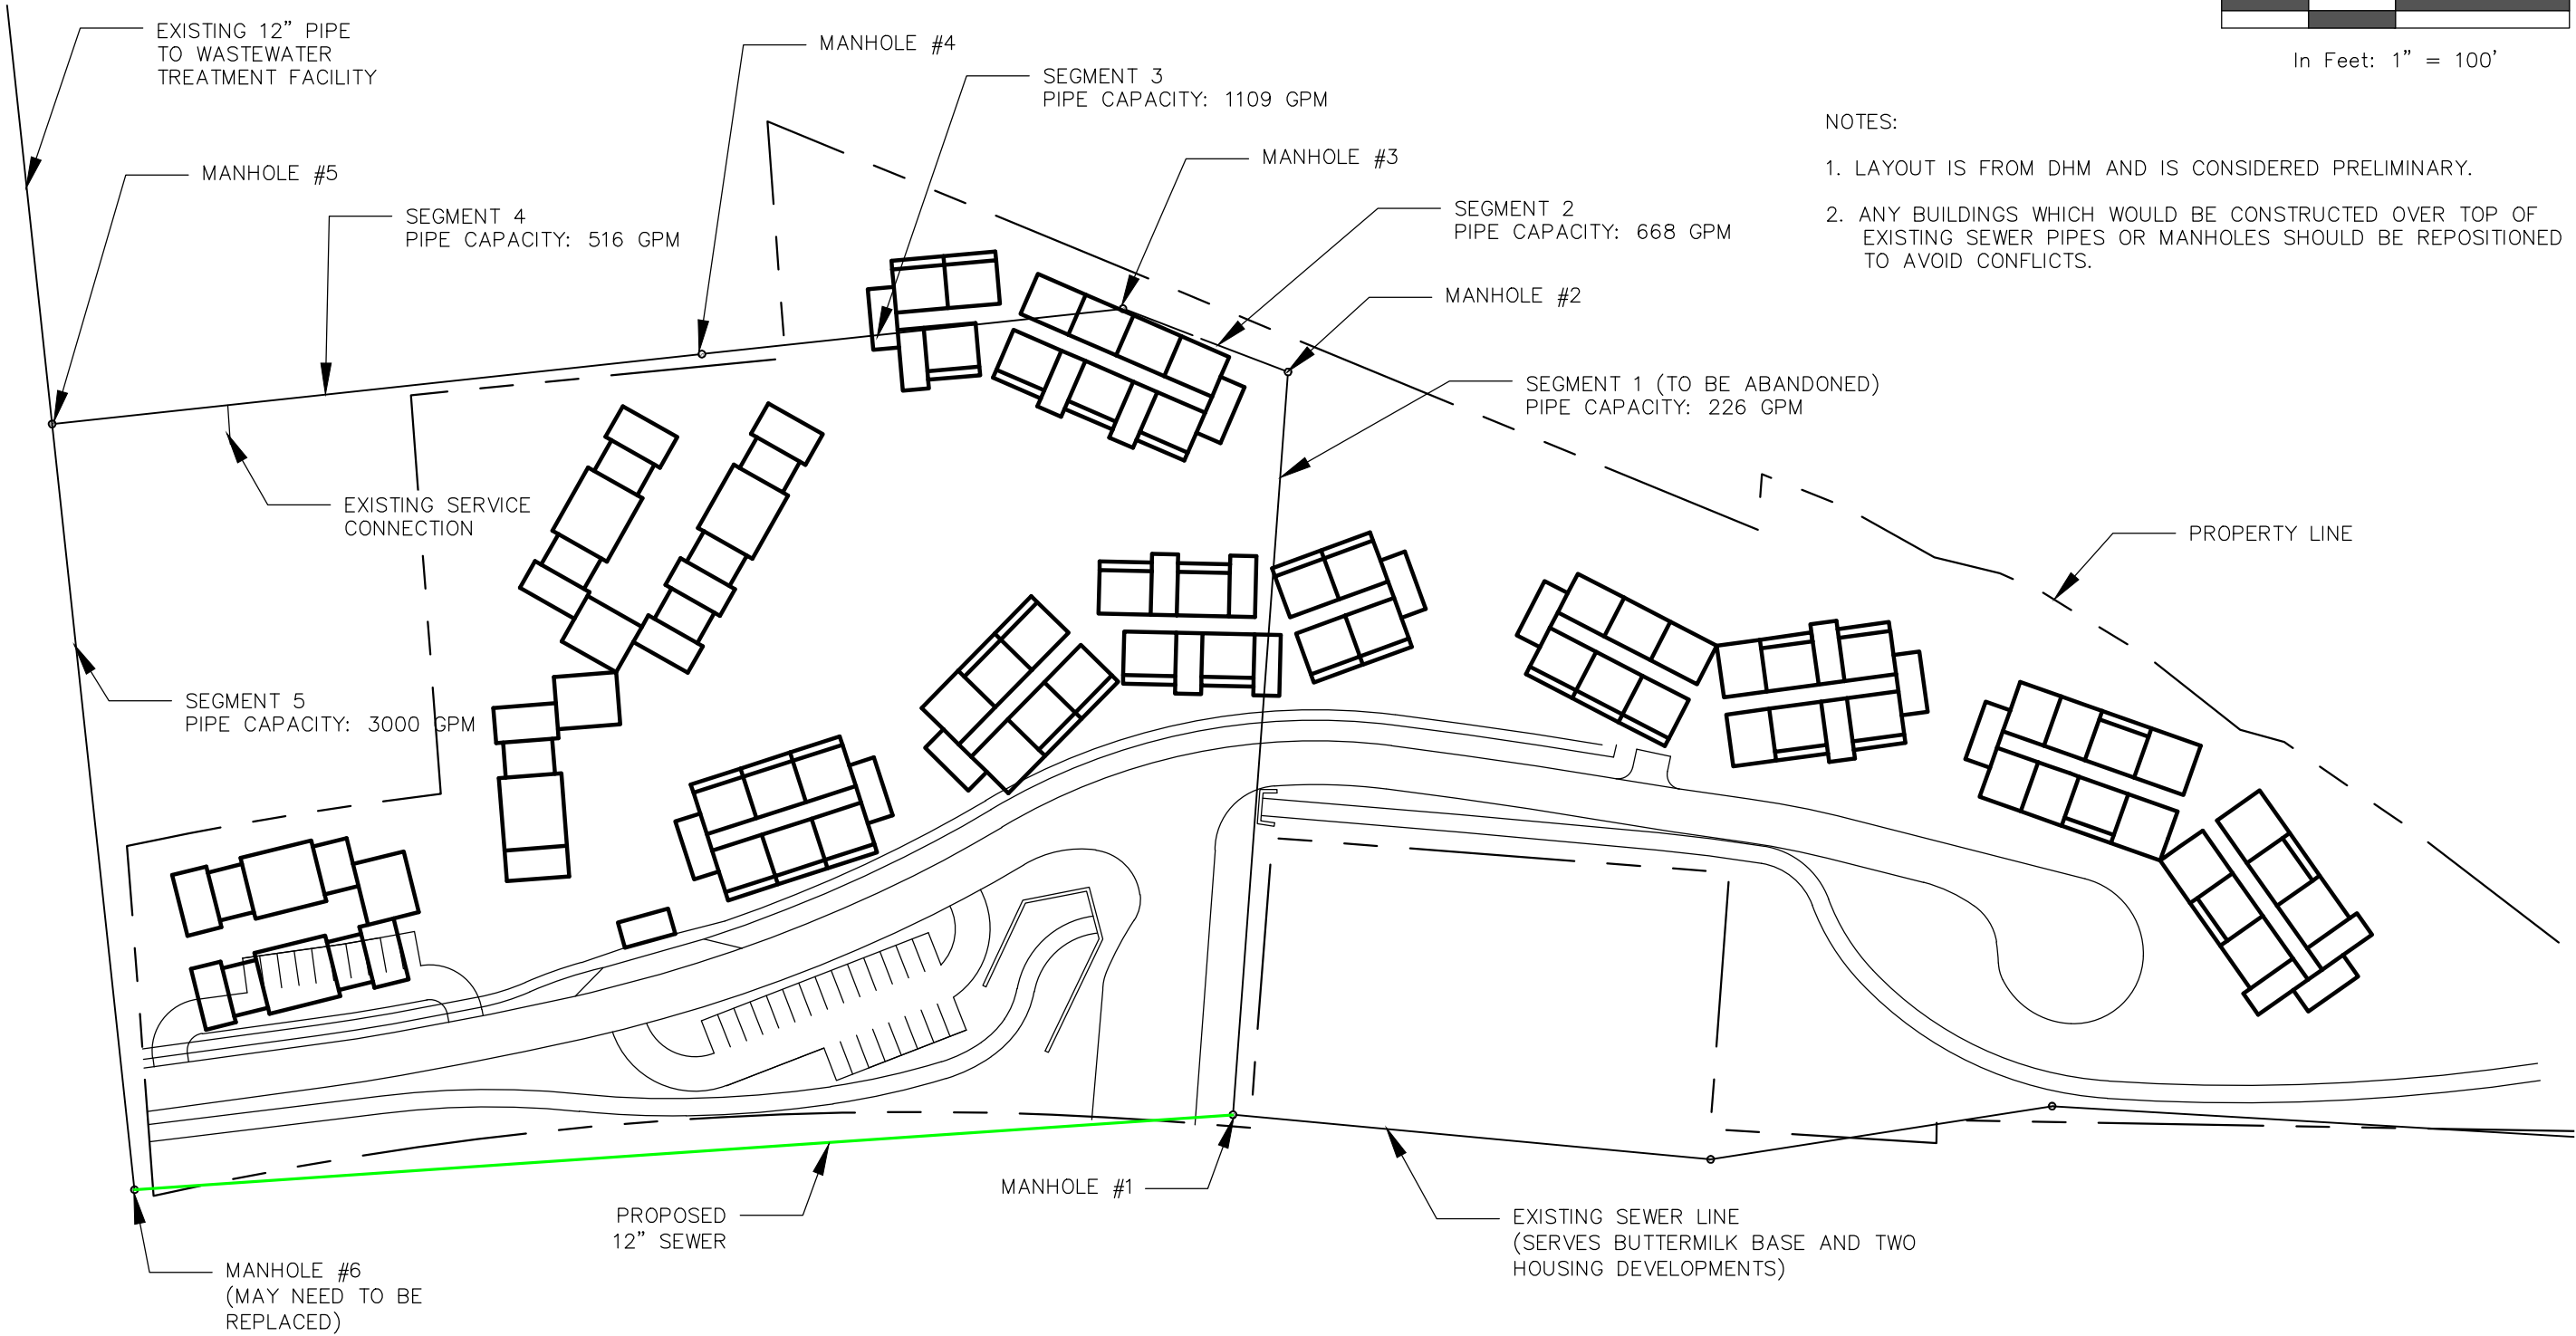 EXISTING 12” PIPE
TO WASTEWATER
TREATMENT FACILITY
MANHOLE #4
SEGMENT 3
PIPE CAPACITY: 1109 GPM
In Feet: 1” = 100’
NOTES:
1. LAYOUT IS FROM DHM AND IS CONSIDERED PRELIMINARY.
2. ANY BUILDINGS WHICH WOULD BE CONSTRUCTED OVER TOP OF
EXISTING SEWER PIPES OR MANHOLES SHOULD BE REPOSITIONED
TO AVOID CONFLICTS.
MANHOLE #3
MANHOLE #5
SEGMENT 4
PIPE CAPACITY: 516 GPM
SEGMENT 2
PIPE CAPACITY: 668 GPM
MANHOLE #2
SEGMENT 1 (TO BE ABANDONED)
PIPE CAPACITY: 226 GPM
EXISTING SERVICE
CONNECTION
PROPERTY LINE
SEGMENT 5
PIPE CAPACITY: 3000 GPM
MANHOLE #1
PROPOSED
12” SEWER
EXISTING SEWER LINE
(SERVES BUTTERMILK BASE AND TWO
HOUSING DEVELOPMENTS)
MANHOLE #6
(MAY NEED TO BE
REPLACED)